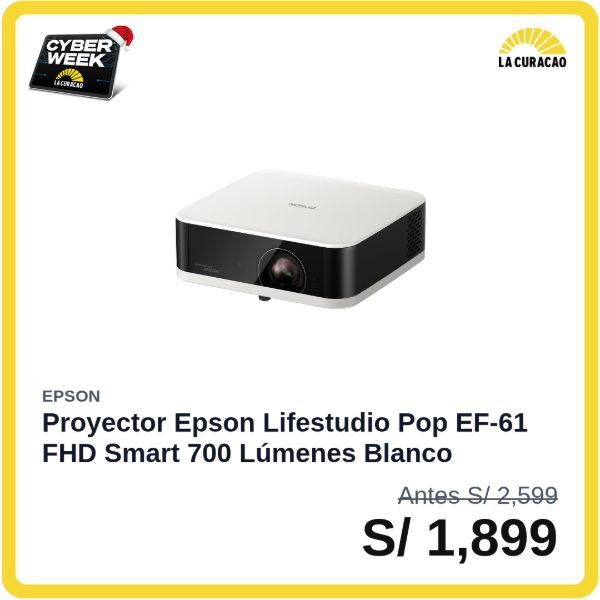 CYBER
WEEK
LA CURACAO
LA CURACAO
EPSON
EPSON
Proyector Epson Lifestudio Pop EF-61
FHD Smart 700 Lúmenes Blanco
Antes S/ 2,599
S/ 1,899